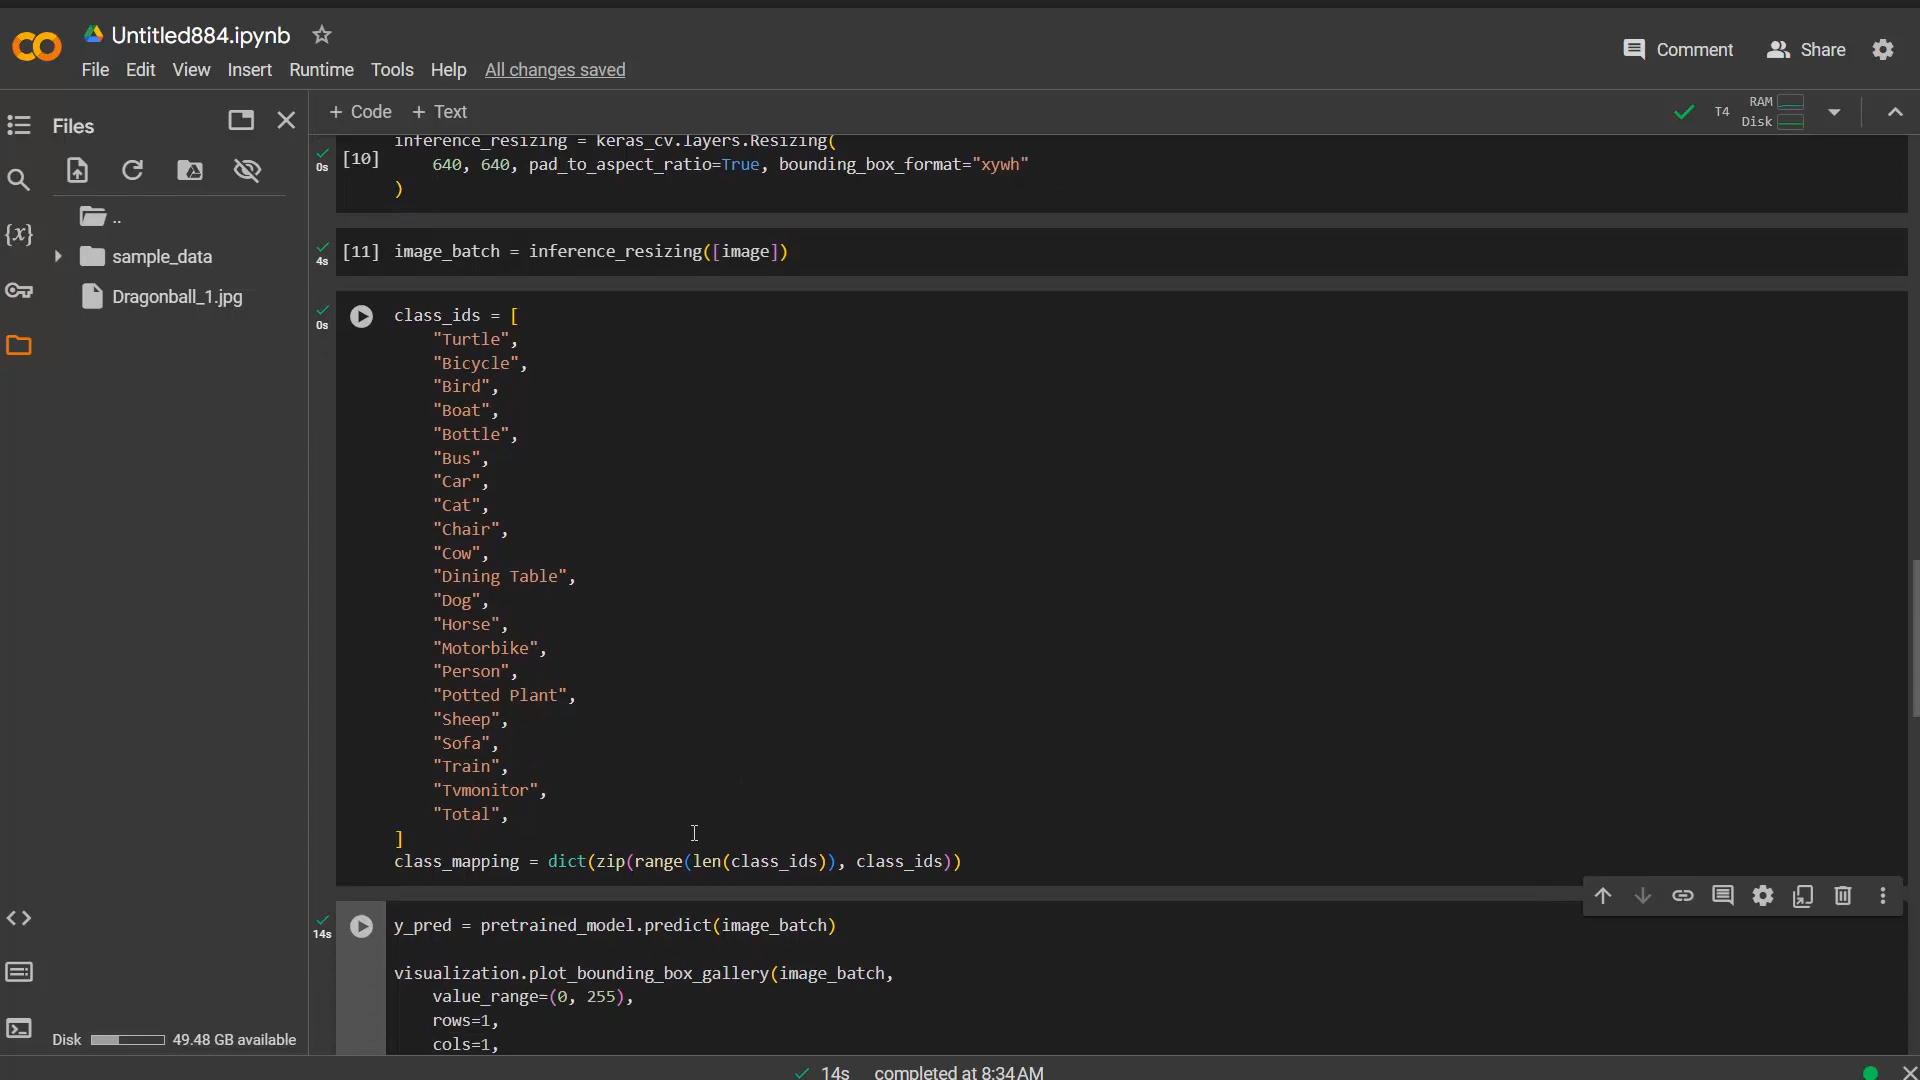 Untitled884.ipynb
File Edit View Insert Runtime Tools Help All changes saved
Comment Share
Files
+ Code + Text
T4 RAM Disk
..
sample_data
Dragonball_1.jpg
0s [10] inference_resizing = keras_cv.layers.Resizing(
640, 640, pad_to_aspect_ratio=True, bounding_box_format="xywh"
)
4s [11] image_batch = inference_resizing([image])
0s class_ids = [
"Turtle",
"Bicycle",
"Bird",
"Boat",
"Bottle",
"Bus",
"Car",
"Cat",
"Chair",
"Cow",
"Dining Table",
"Dog",
"Horse",
"Motorbike",
"Person",
"Potted Plant",
"Sheep",
"Sofa",
"Train",
"Tvmonitor",
"Total",
]
class_mapping = dict(zip(range(len(class_ids)), class_ids))
14s y_pred = pretrained_model.predict(image_batch)
visualization.plot_bounding_box_gallery(image_batch,
value_range=(0, 255),
rows=1,
cols=1,
Disk 49.48 GB available
14s completed at 8:34 AM